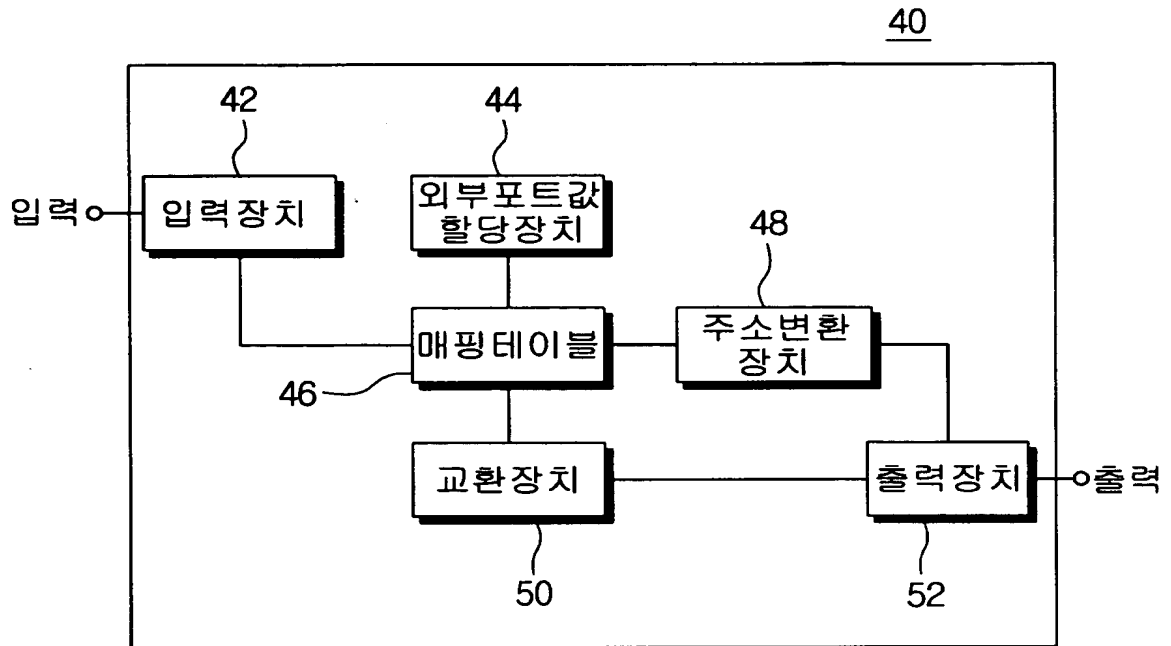 40
42
44
입력
입력장치
외부포트값
할당장치
48
매핑테이블
주소변환
장치
46
교환장치
출력장치
출력
50
52